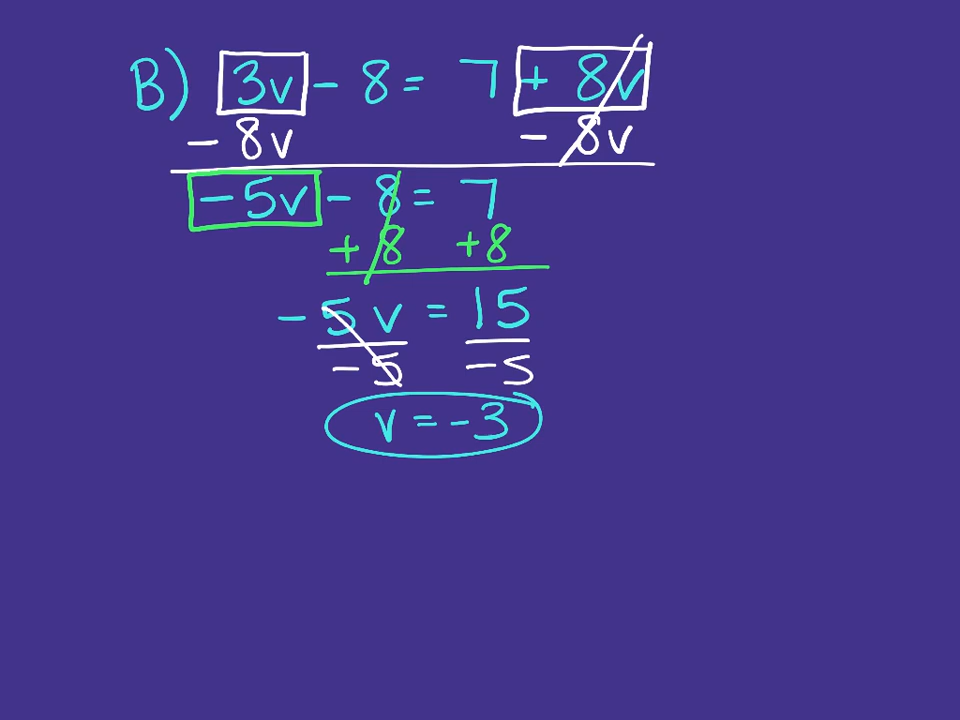 B) 3v - 8 = 7 + 8v
- 8v - 8v
-5v - 8 = 7
+ 8 +8
-5v = 15
-5 -5
v = -3